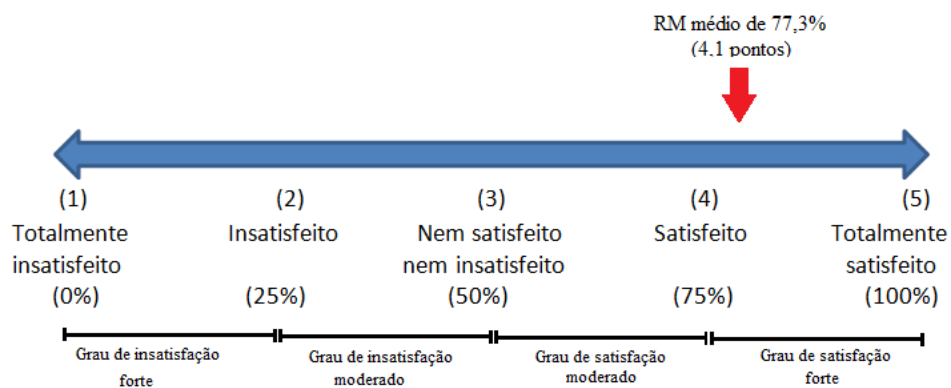 RM médio de 77,3%
(4,1 pontos)
(1) (2) (3) (4) (5)
Totalmente Insatisfeito Nem satisfeito Satisfeito Totalmente
insatisfeito nem insatisfeito satisfeito
(0%) (25%) (50%) (75%) (100%)
Grau de insatisfação Grau de insatisfação Grau de satisfação Grau de satisfação
forte moderado moderado forte